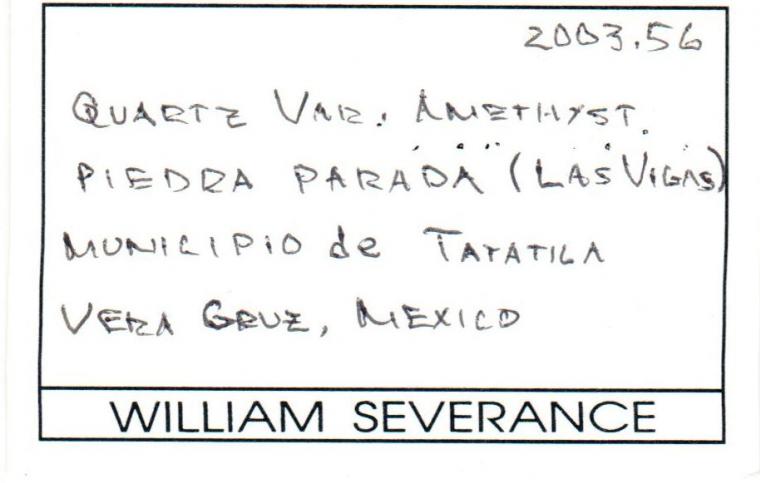 2003.56
QUARTZ VAR. AMETHYST.
PIEDRA PARADA (LAS VIGAS)
MUNICIPIO de TATATILA
VERA CRUZ, MEXICO
WILLIAM SEVERANCE